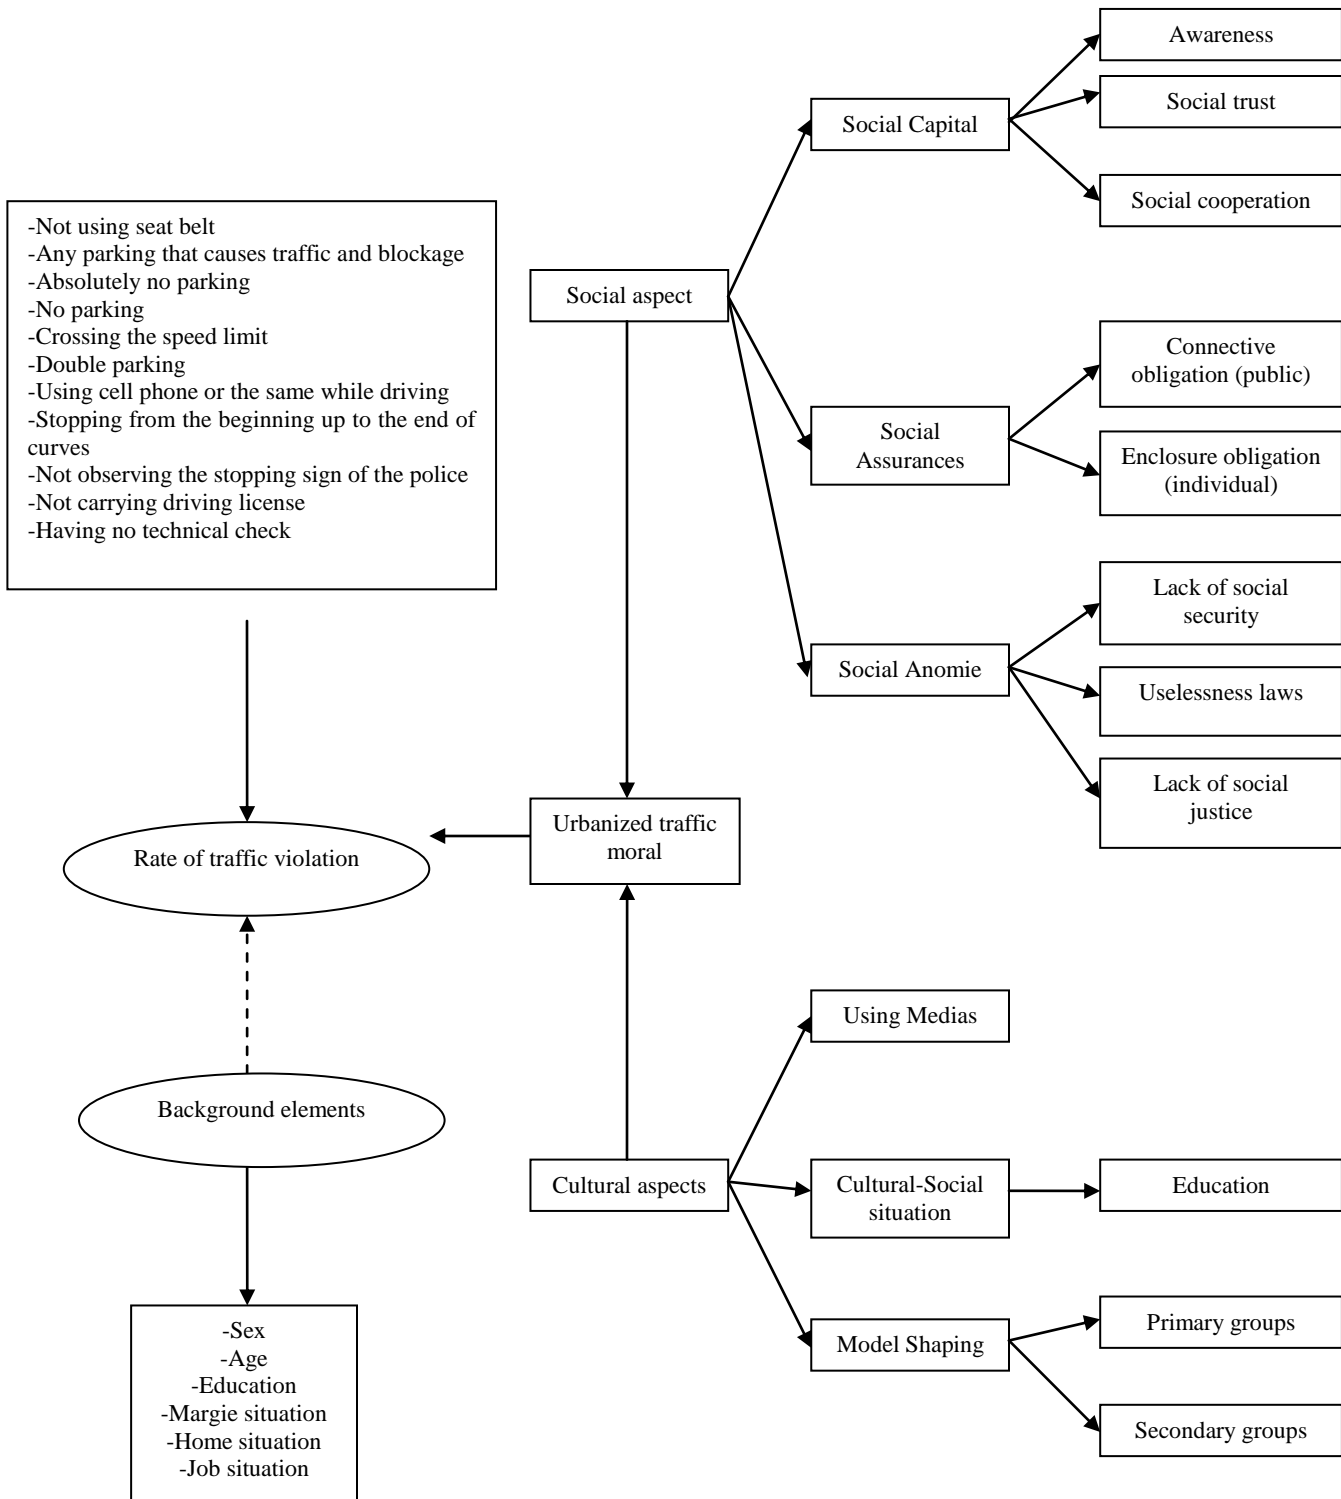 Awareness
Social trust
Social Capital
Social cooperation
-Not using seat belt
-Any parking that causes traffic and blockage
-Absolutely no parking
-No parking
-Crossing the speed limit
-Double parking
-Using cell phone or the same while driving
-Stopping from the beginning up to the end of
curves
-Not observing the stopping sign of the police
-Not carrying driving license
-Having no technical check
Social aspect
Connective
obligation (public)
Social
Assurances
Enclosure obligation
(individual)
Lack of social
security
Social Anomie
Uselessness laws
Lack of social
justice
Urbanized traffic
moral
Rate of traffic violation
Using Medias
Background elements
Cultural aspects
Cultural-Social
situation
Education
Model Shaping
Primary groups
Secondary groups
-Sex
-Age
-Education
-Margie situation
-Home situation
-Job situation